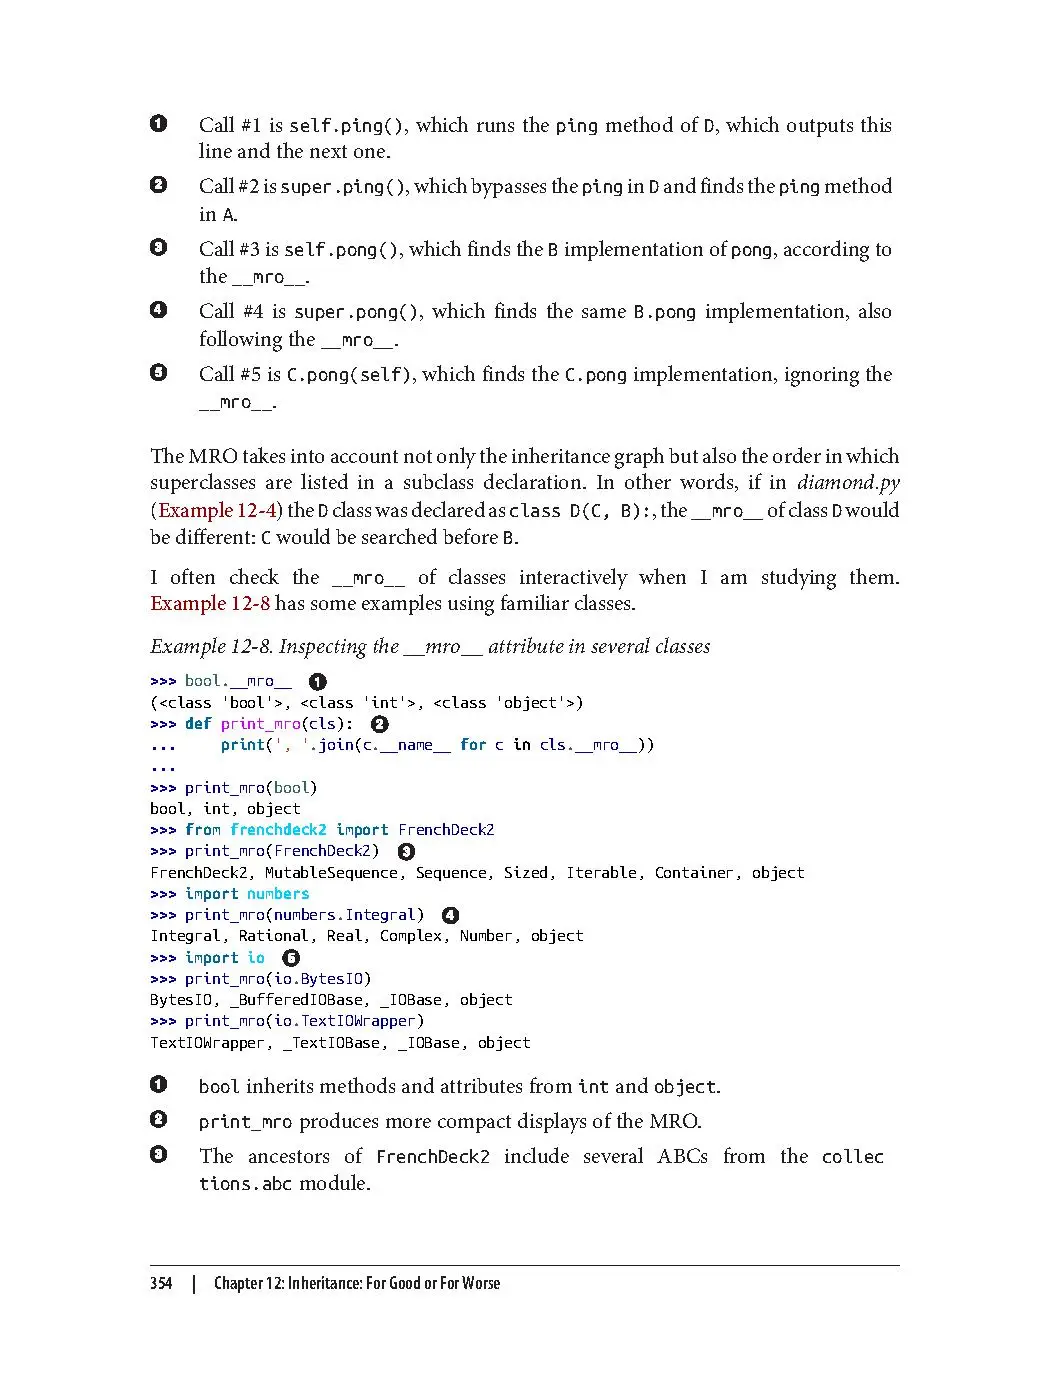 ❶ Call #1 is self.ping(), which runs the ping method of D, which outputs this
line and the next one.
❷ Call #2 is super.ping(), which bypasses the ping in D and finds the ping method
in A.
❸ Call #3 is self.pong(), which finds the B implementation of pong, according to
the __mro__.
❹ Call #4 is super.pong(), which finds the same B.pong implementation, also
following the __mro__.
❺ Call #5 is C.pong(self), which finds the C.pong implementation, ignoring the
__mro__.
The MRO takes into account not only the inheritance graph but also the order in which
superclasses are listed in a subclass declaration. In other words, if in diamond.py
(Example 12-4) the D class was declared as class D(C, B):, the __mro__ of class D would
be different: C would be searched before B.
I often check the __mro__ of classes interactively when I am studying them.
Example 12-8 has some examples using familiar classes.
Example 12-8. Inspecting the __mro__ attribute in several classes
>>> bool.__mro__ ❶
(<class 'bool'>, <class 'int'>, <class 'object'>)
>>> def print_mro(cls): ❷
...     print(', '.join(c.__name__ for c in cls.__mro__))
...
>>> print_mro(bool)
bool, int, object
>>> from frenchdeck2 import FrenchDeck2
>>> print_mro(FrenchDeck2) ❸
FrenchDeck2, MutableSequence, Sequence, Sized, Iterable, Container, object
>>> import numbers
>>> print_mro(numbers.Integral) ❹
Integral, Rational, Real, Complex, Number, object
>>> import io ❺
>>> print_mro(io.BytesIO)
BytesIO, _BufferedIOBase, _IOBase, object
>>> print_mro(io.TextIOWrapper)
TextIOWrapper, _TextIOBase, _IOBase, object
❶ bool inherits methods and attributes from int and object.
❷ print_mro produces more compact displays of the MRO.
❸ The ancestors of FrenchDeck2 include several ABCs from the collec
tions.abc module.
354 | Chapter 12: Inheritance: For Good or For Worse